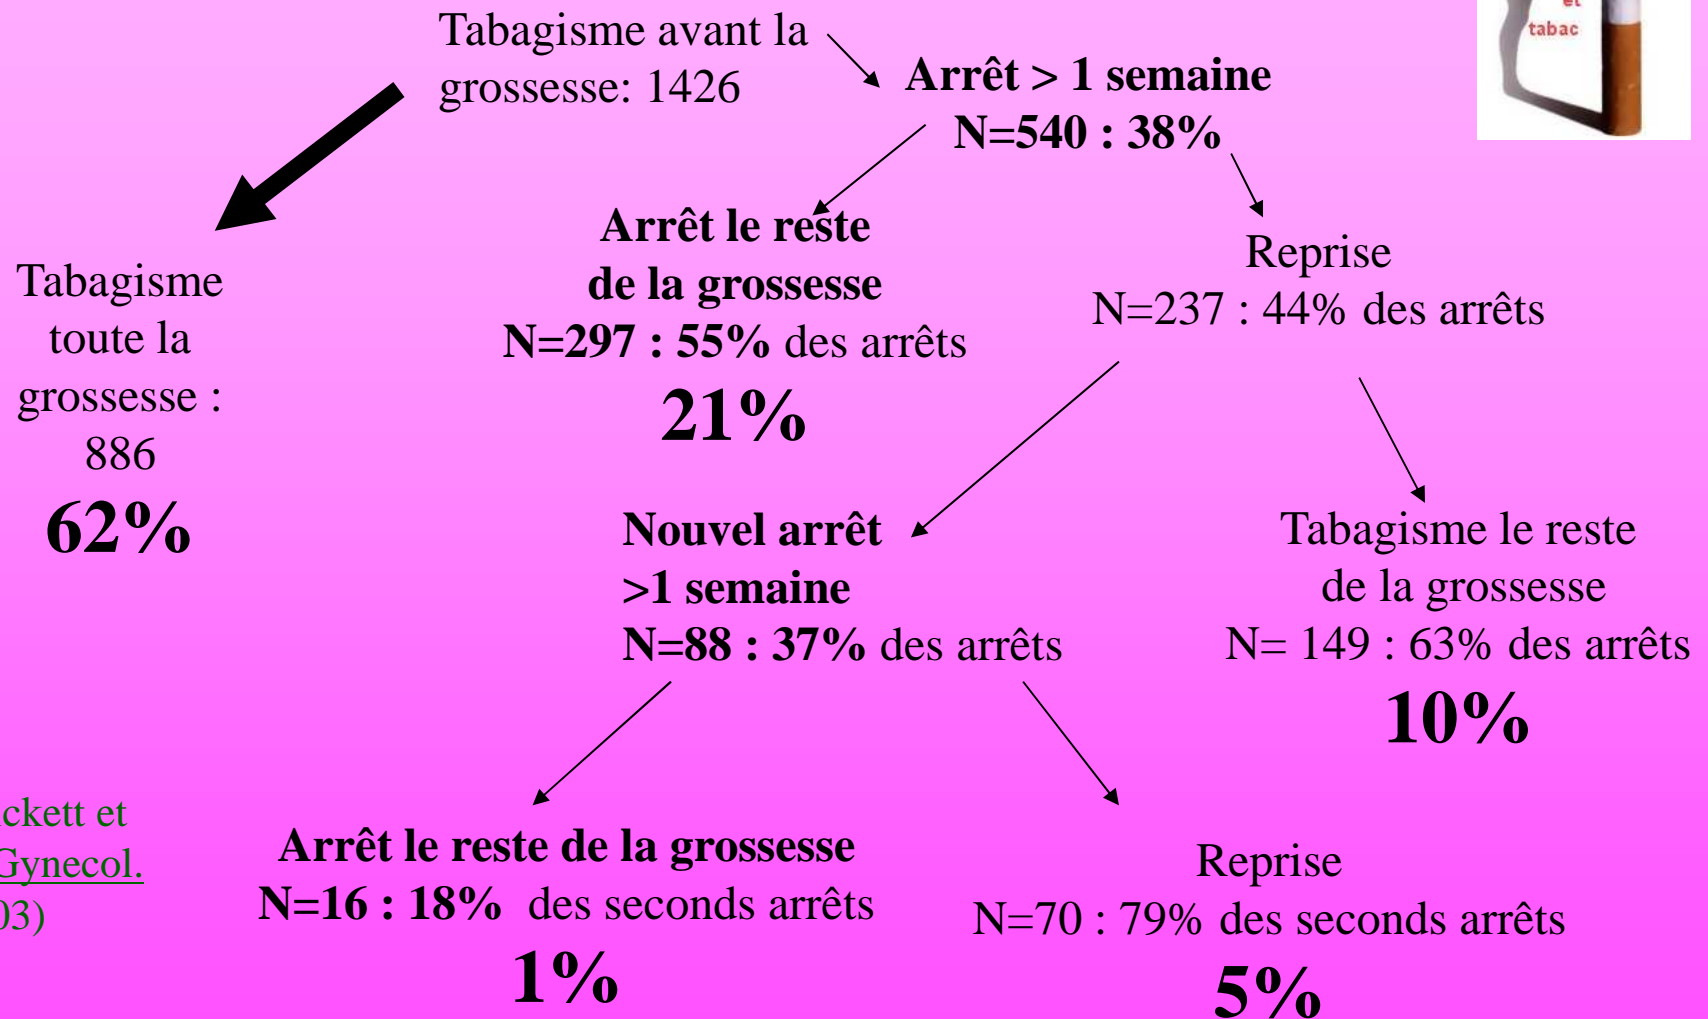 et
tabac
Tabagisme avant la
grossesse: 1426
Arrêt > 1 semaine
N=540 : 38%
Arrêt le reste
de la grossesse
N=297 : 55% des arrêts
21%
Reprise
N=237 : 44% des arrêts
Tabagisme
toute la
grossesse :
886
62%
Nouvel arrêt
>1 semaine
N=88 : 37% des arrêts
Tabagisme le reste
de la grossesse
N= 149 : 63% des arrêts
10%
ckett et
Gynecol.
03)
Arrêt le reste de la grossesse
N=16 : 18% des seconds arrêts
1%
Reprise
N=70 : 79% des seconds arrêts
5%